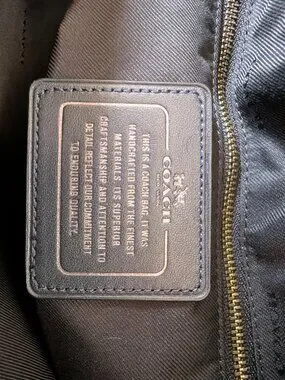 COACH
THIS IS A COACH BAG. IT WAS
HANDCRAFTED FROM THE FINEST
MATERIALS. ITS SUPERIOR
CRAFTSMANSHIP AND ATTENTION TO
DETAIL REFLECT OUR COMMITMENT
TO ENDURING QUALITY.